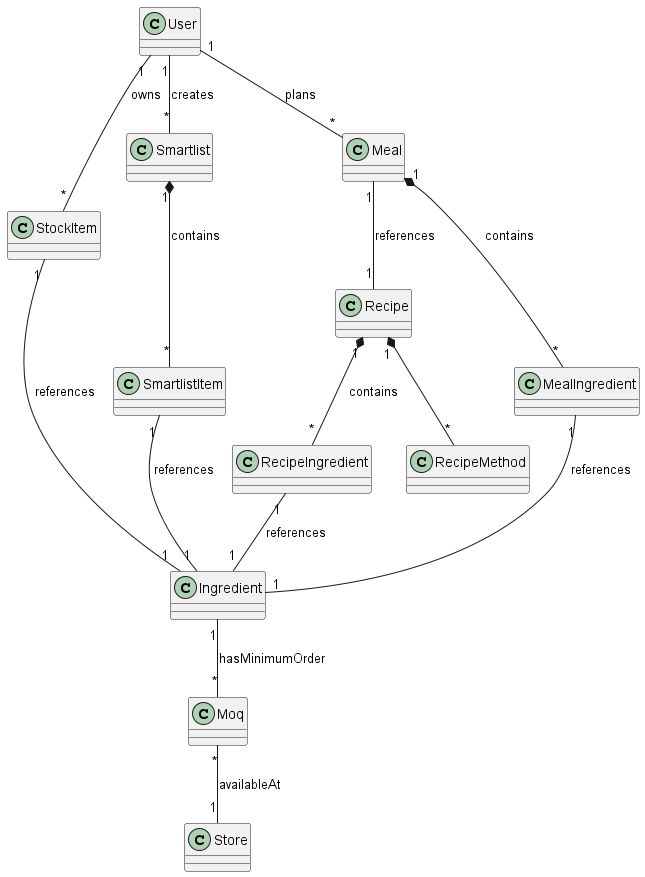 C User
1
1
1
owns
creates
plans
*
*
C Smartlist
C Meal
*
1
1
1
C StockItem
contains
references
contains
1
1
C Recipe
*
1
1
*
C SmartlistItem
C MealIngredient
references
contains
*
*
1
1
C RecipeIngredient
C RecipeMethod
references
references
1
references
1
1
1
1
C Ingredient
1
hasMinimumOrder
*
C Moq
*
availableAt
1
C Store